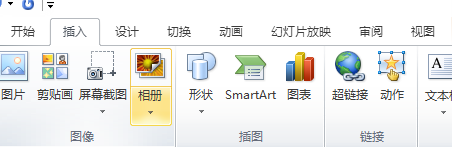 开始 插入 设计 切换 动画 幻灯片放映 审阅 视图
图片 剪贴画 屏幕截图 相册 形状 SmartArt 图表 超链接 动作 文本
图像 插图 链接